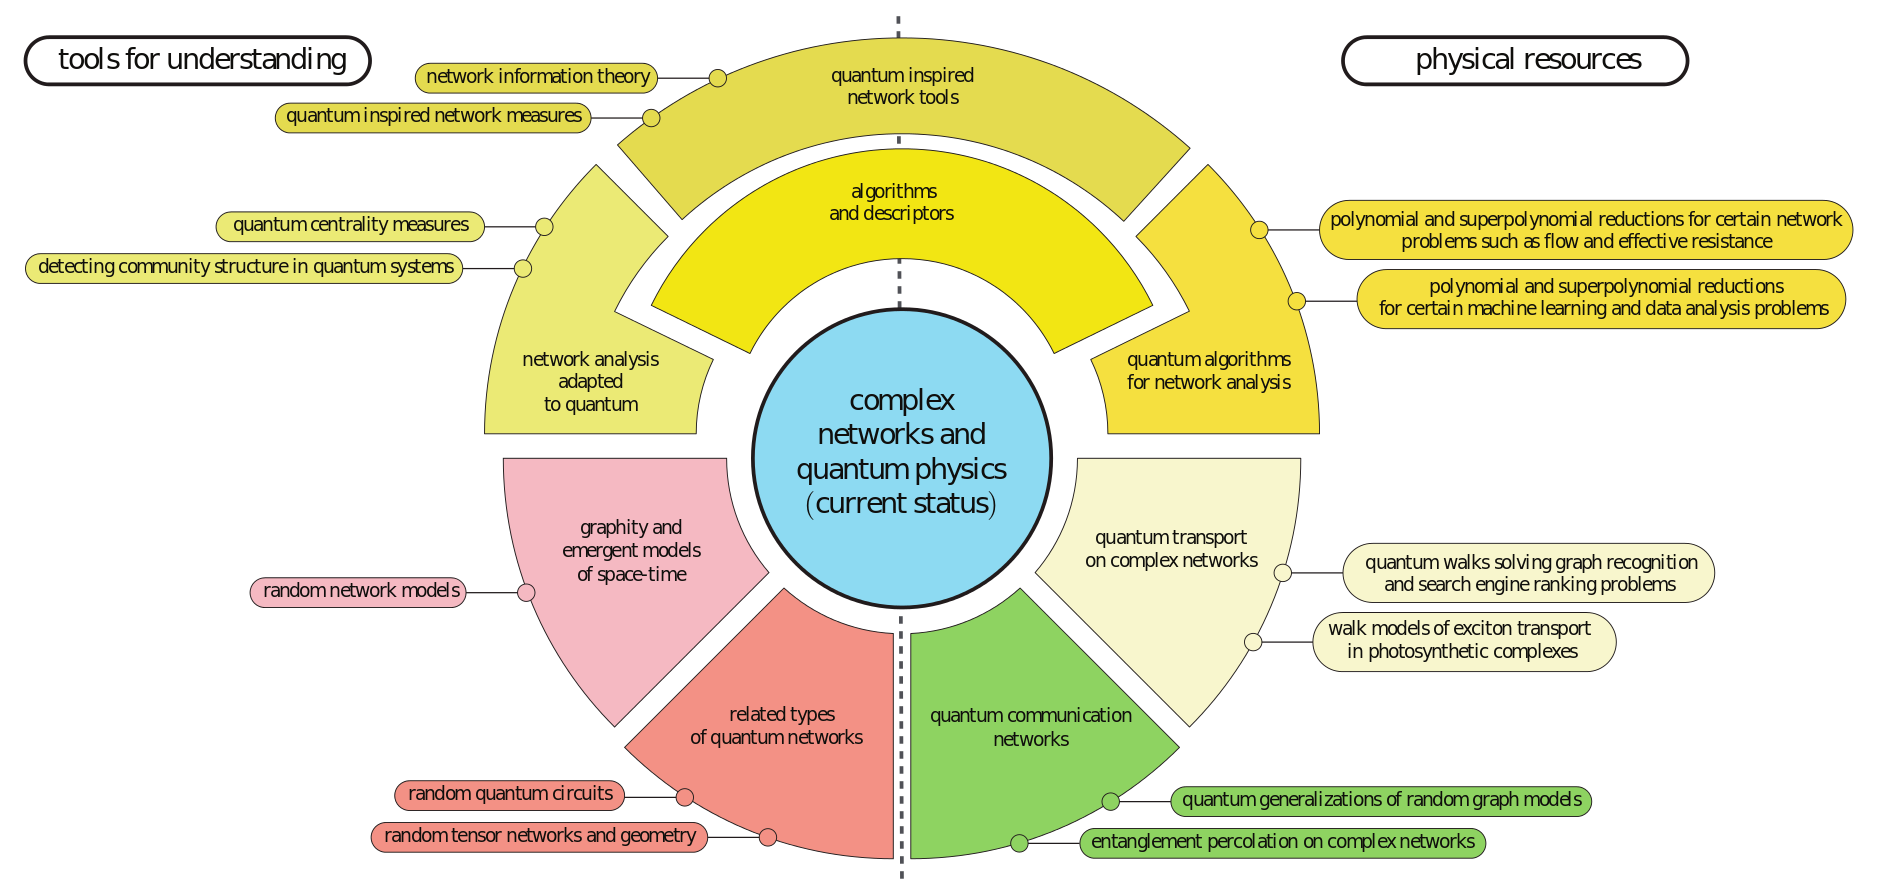 tools for understanding
physical resources
network information theory
quantum inspired network measures
quantum inspired
network tools
algorithms
and descriptors
quantum centrality measures
detecting community structure in quantum systems
network analysis
adapted
to quantum
polynomial and superpolynomial reductions for certain network
problems such as flow and effective resistance
polynomial and superpolynomial reductions
for certain machine learning and data analysis problems
quantum algorithms
for network analysis
complex
networks and
quantum physics
(current status)
graphity and
emergent models
of space-time
random network models
quantum transport
on complex networks
quantum walks solving graph recognition
and search engine ranking problems
walk models of exciton transport
in photosynthetic complexes
related types
of quantum networks
random quantum circuits
random tensor networks and geometry
quantum communication
networks
quantum generalizations of random graph models
entanglement percolation on complex networks